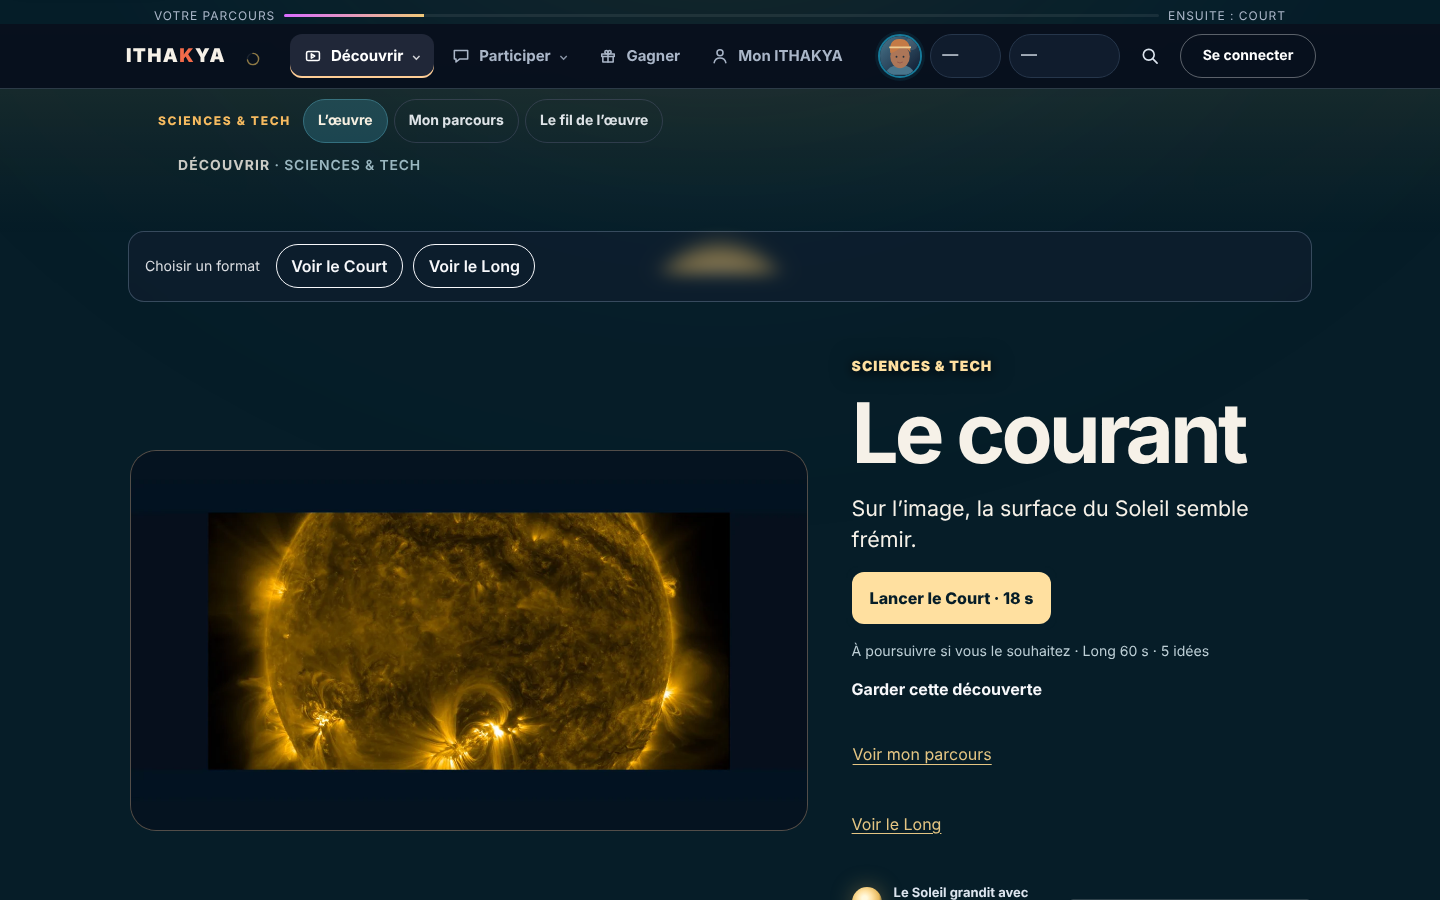 VOTRE PARCOURS
ENSUITE : COURT
ITHAKYA
Découvrir
Participer
Gagner
Mon ITHAKYA
—
—
Se connecter
SCIENCES & TECH
L’œuvre
Mon parcours
Le fil de l’œuvre
DÉCOUVRIR · SCIENCES & TECH
Choisir un format
Voir le Court
Voir le Long
SCIENCES & TECH
Le courant
Sur l’image, la surface du Soleil semble
frémir.
Lancer le Court · 18 s
À poursuivre si vous le souhaitez · Long 60 s · 5 idées
Garder cette découverte
Voir mon parcours
Voir le Long
Le Soleil grandit avec